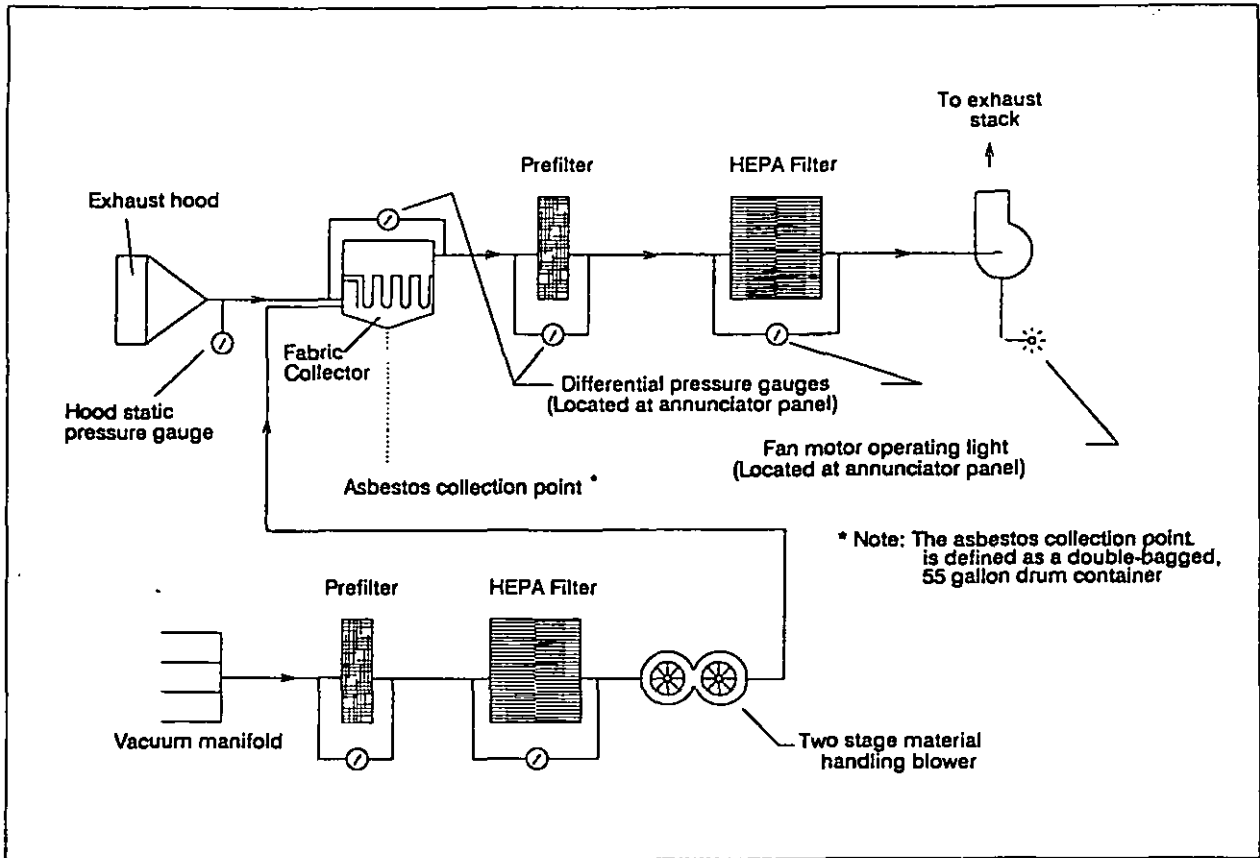 To exhaust
stack
Prefilter
HEPA Filter
Exhaust hood
Fabric
Collector
Hood static
pressure gauge
Differential pressure gauges
(Located at annunciator panel)
Fan motor operating light
(Located at annunciator panel)
Asbestos collection point *
* Note: The asbestos collection point
is defined as a double-bagged,
55 gallon drum container
Prefilter
HEPA Filter
Vacuum manifold
Two stage material
handling blower